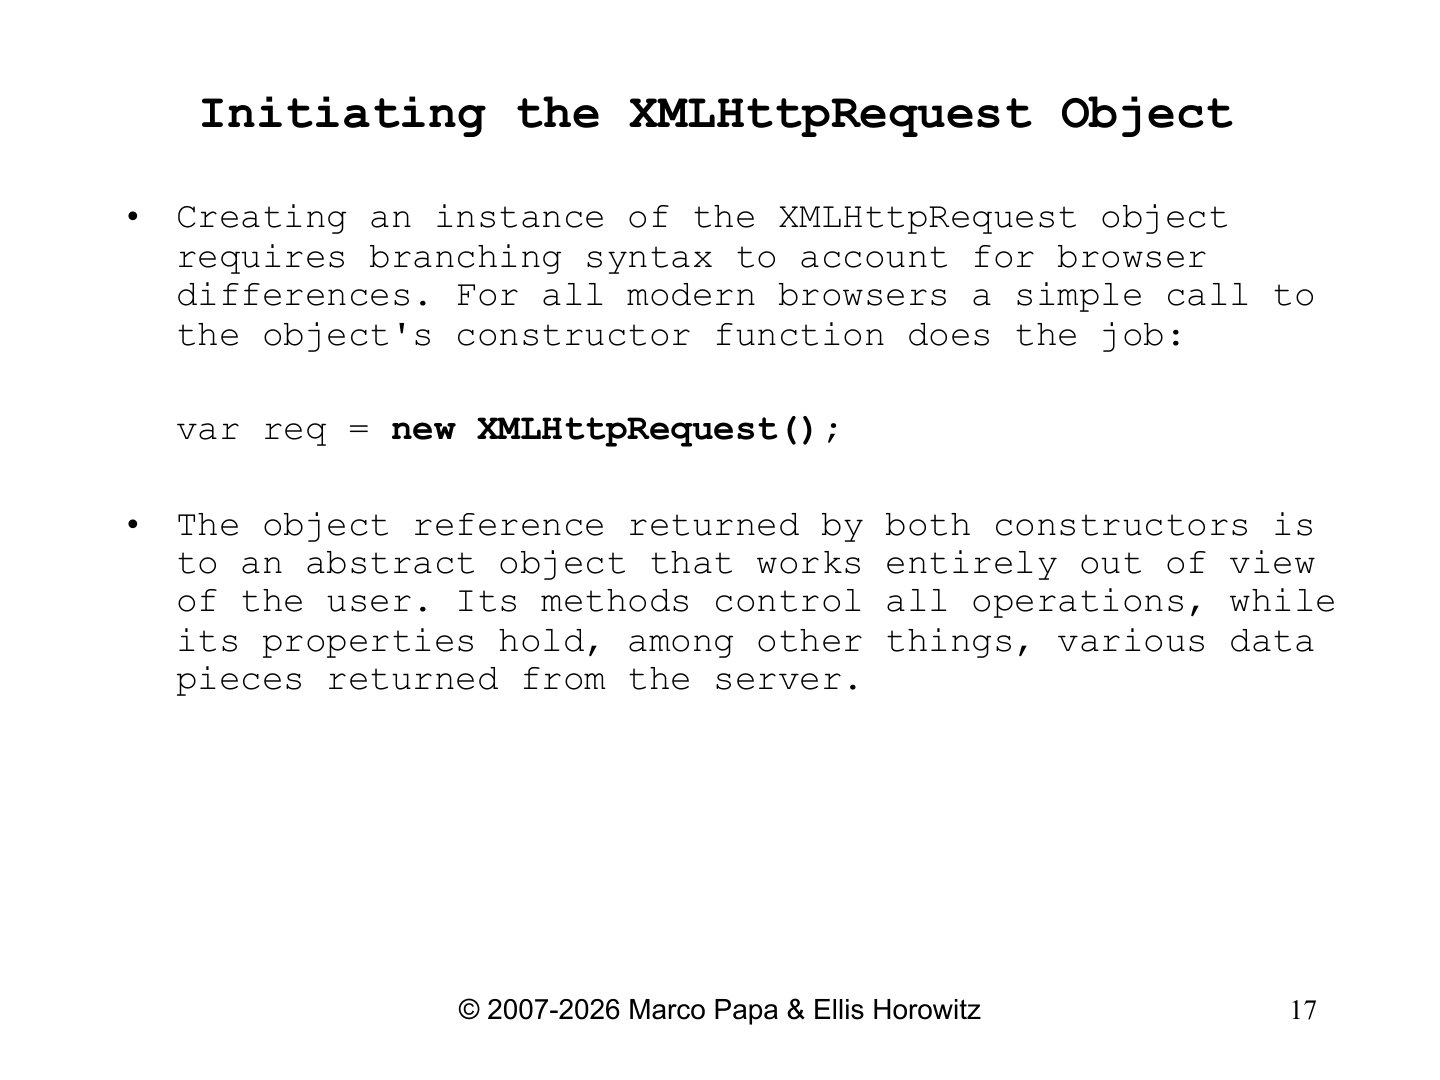 Initiating the XMLHttpRequest Object
• Creating an instance of the XMLHttpRequest object
requires branching syntax to account for browser
differences. For all modern browsers a simple call to
the object's constructor function does the job:
var req = new XMLHttpRequest();
• The object reference returned by both constructors is
to an abstract object that works entirely out of view
of the user. Its methods control all operations, while
its properties hold, among other things, various data
pieces returned from the server.
© 2007-2026 Marco Papa & Ellis Horowitz
17